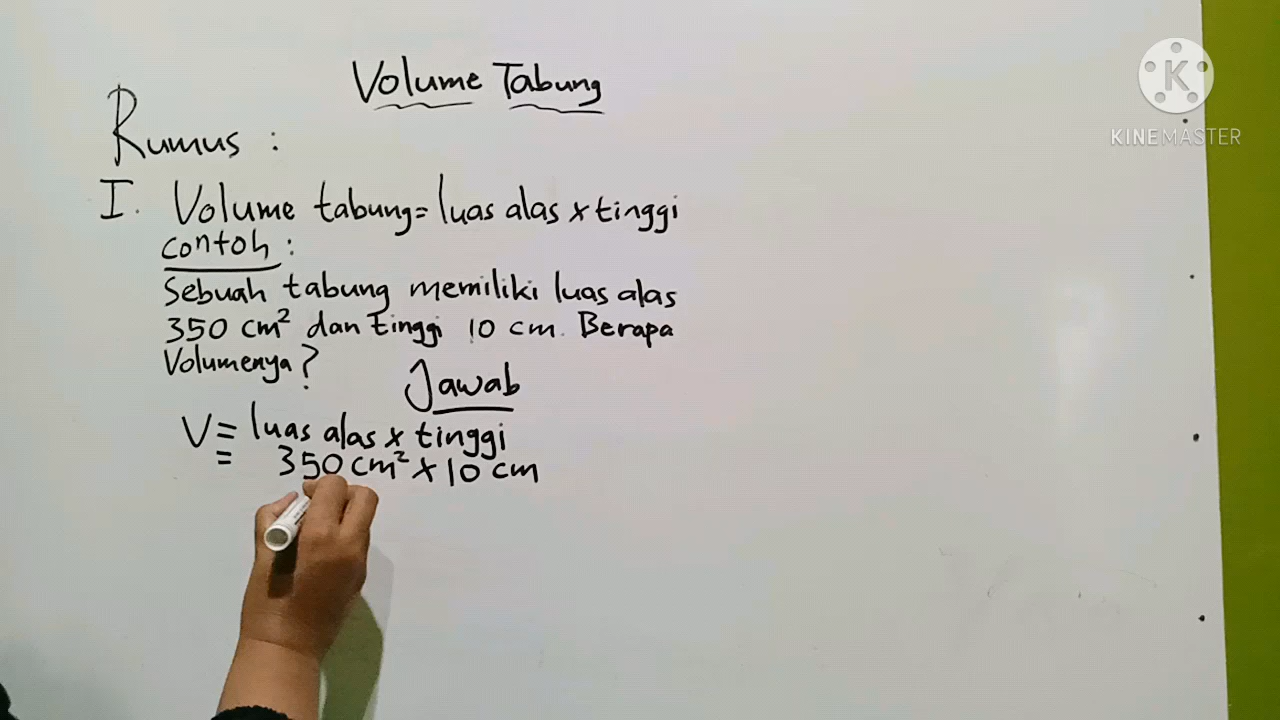 Volume Tabung
K
KINEMASTER
Rumus :
I. Volume tabung = luas alas x tinggi
Contoh :
Sebuah tabung memiliki luas alas
350 cm² dan tinggi 10 cm. Berapa
Volumenya?
Jawab
V = luas alas x tinggi
= 350 cm² x 10 cm